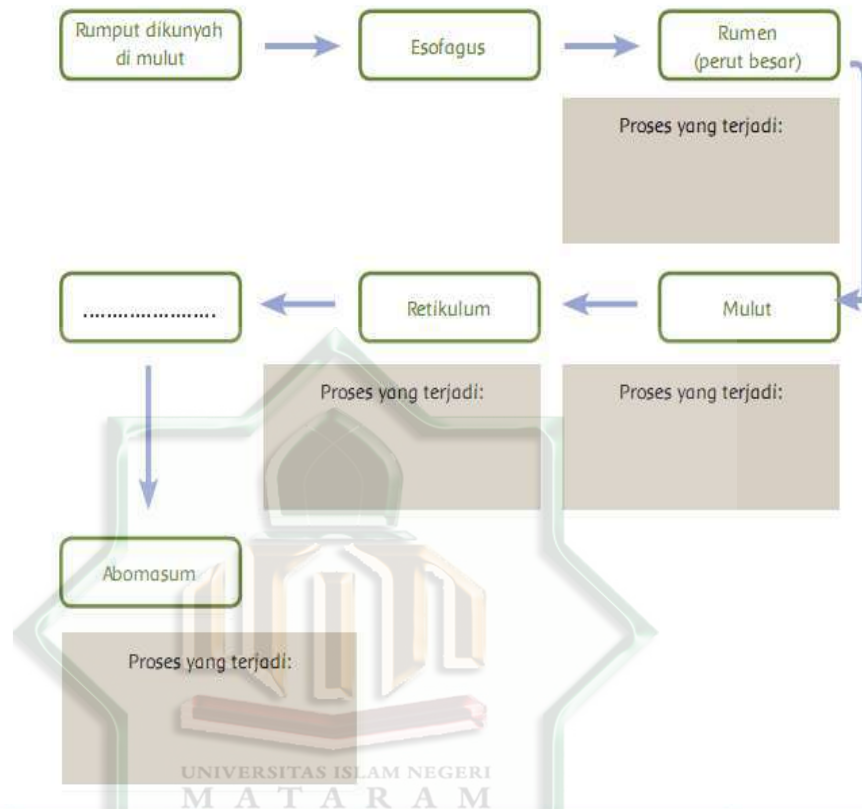 Rumput dikunyah
di mulut
Esofagus
Rumen
(perut besar)
Proses yang terjadi:
Mulut
Retikulum
.......................
Proses yang terjadi:
Proses yang terjadi:
Abomasum
Proses yang terjadi:
UNIVERSITAS ISLAM NEGERI
MATARAM